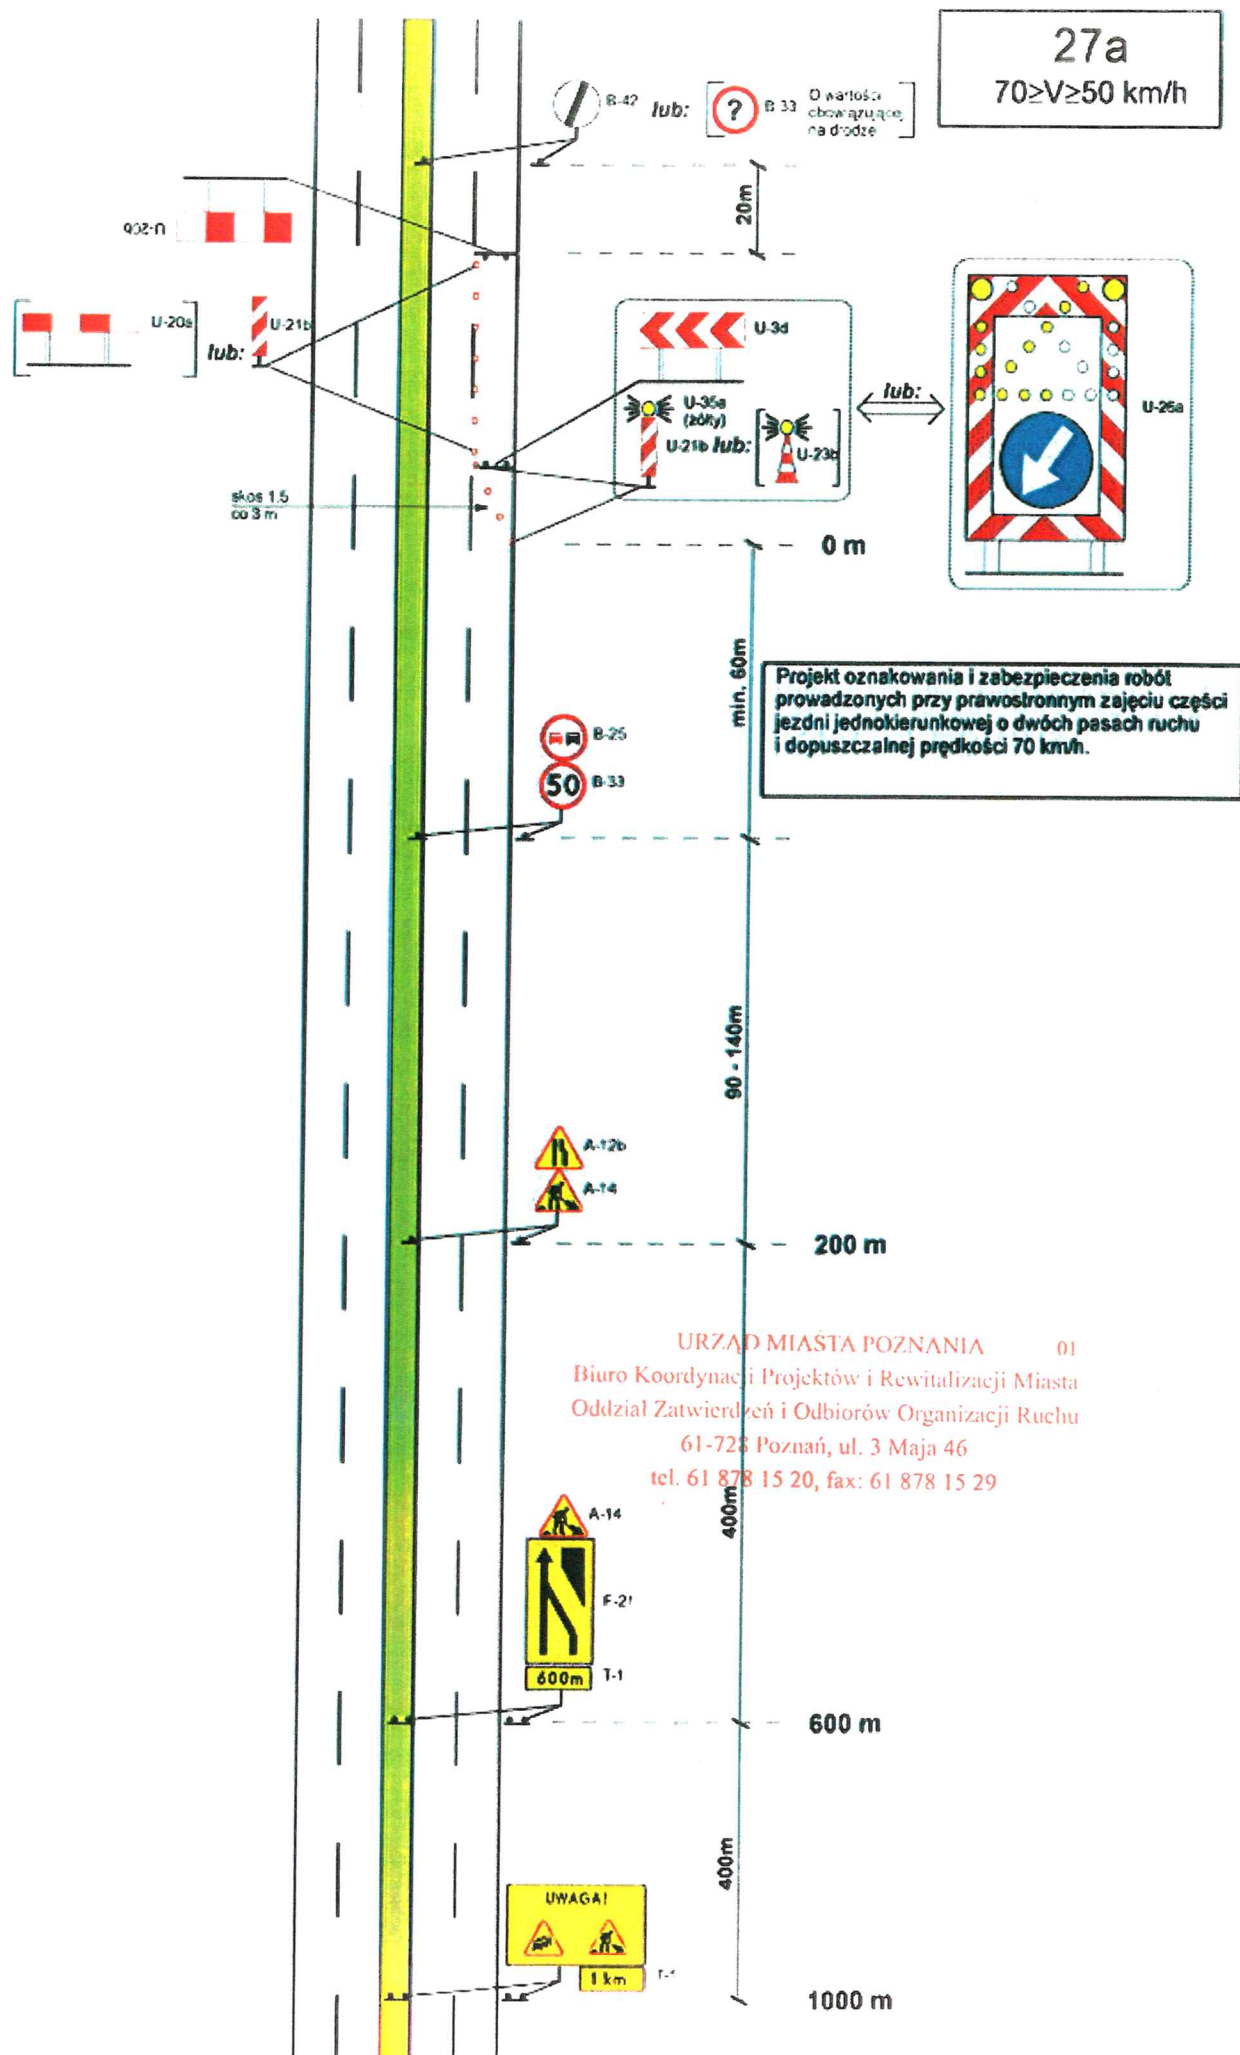 27a
70≥V≥50 km/h
B-42
lub:
?
B-33
O wartości
obowiązującej
na drodze
20m
U-20b
U-20a
lub:
U-21b
U-3d
U-35a
(żółty)
U-21b
lub:
U-23b
lub:
U-26a
skos 1:5
co 3 m
0 m
min. 60m
Projekt oznakowania i zabezpieczenia robót
prowadzonych przy prawostronnym zajęciu części
jezdni jednokierunkowej o dwóch pasach ruchu
i dopuszczalnej prędkości 70 km/h.
B-25
50
B-33
90 - 140m
A-12b
A-14
200 m
URZĄD MIASTA POZNANIA 01
Biuro Koordynacji Projektów i Rewitalizacji Miasta
Oddział Zatwierdzeń i Odbiorów Organizacji Ruchu
61-728 Poznań, ul. 3 Maja 46
tel. 61 878 15 20, fax: 61 878 15 29
400m
A-14
F-21
600m
T-1
600 m
400m
UWAGA!
1 km
T-1
1000 m